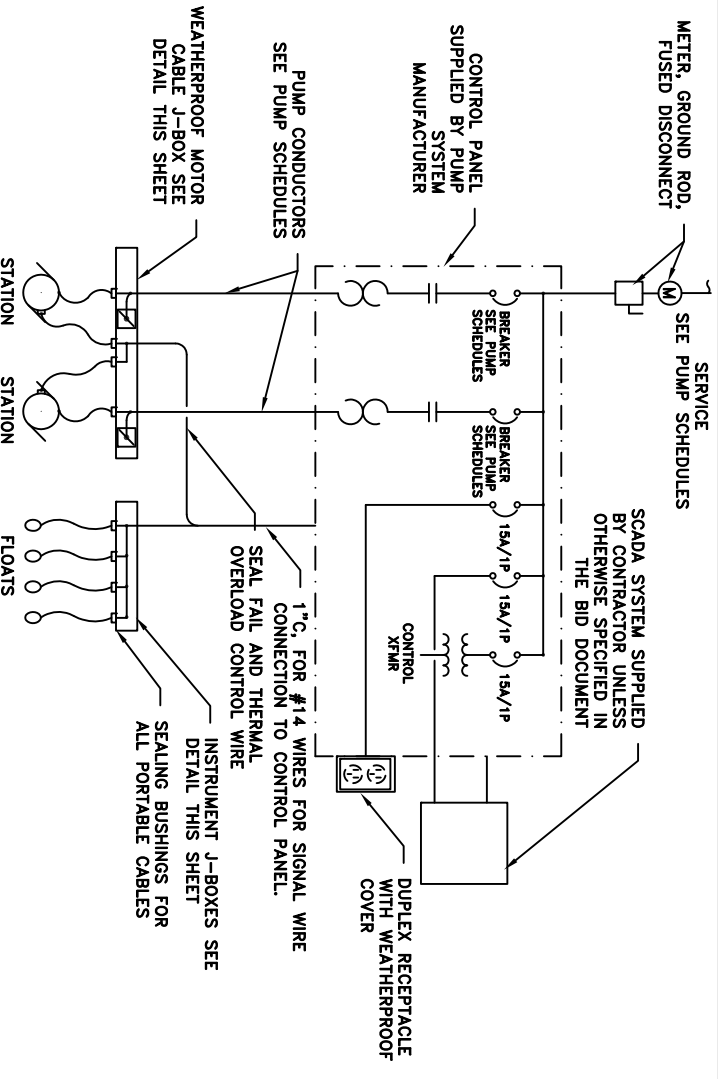 METER, GROUND ROD,
FUSED DISCONNECT
M
SERVICE
SEE PUMP SCHEDULES
CONTROL PANEL
SUPPLIED BY PUMP
SYSTEM
MANUFACTURER
BREAKER
SEE PUMP
SCHEDULES
BREAKER
SEE PUMP
SCHEDULES
15A/1P
15A/1P
15A/1P
CONTROL
XFMR
SCADA SYSTEM SUPPLIED
BY CONTRACTOR UNLESS
OTHERWISE SPECIFIED IN
THE BID DOCUMENT
DUPLEX RECEPTACLE
WITH WEATHERPROOF
COVER
PUMP CONDUCTORS
SEE PUMP SCHEDULES
1"C, FOR #14 WIRES FOR SIGNAL WIRE
CONNECTION TO CONTROL PANEL.
SEAL FAIL AND THERMAL
OVERLOAD CONTROL WIRE
WEATHERPROOF MOTOR
CABLE J-BOX SEE
DETAIL THIS SHEET
INSTRUMENT J-BOXES SEE
DETAIL THIS SHEET
SEALING BUSHINGS FOR
ALL PORTABLE CABLES
STATION
STATION
FLOATS